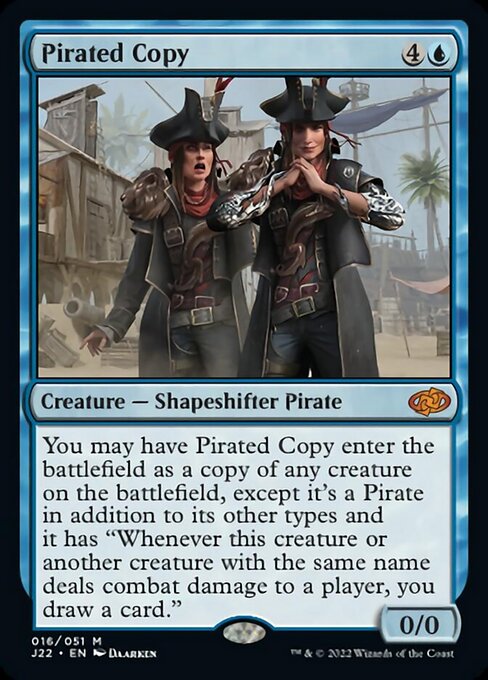 Pirated Copy 4
Creature — Shapeshifter Pirate
You may have Pirated Copy enter the
battlefield as a copy of any creature
on the battlefield, except it's a Pirate
in addition to its other types and
it has “Whenever this creature or
another creature with the same name
deals combat damage to a player, you
draw a card.”
0/0
016/051 M
J22 • EN Daarken
™ & © 2022 Wizards of the Coast